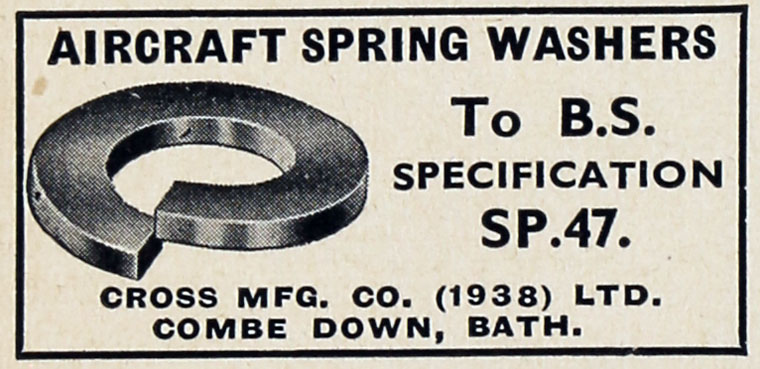 AIRCRAFT SPRING WASHERS
To B.S.
SPECIFICATION
SP.47.
CROSS MFG. CO. (1938) LTD.
COMBE DOWN, BATH.